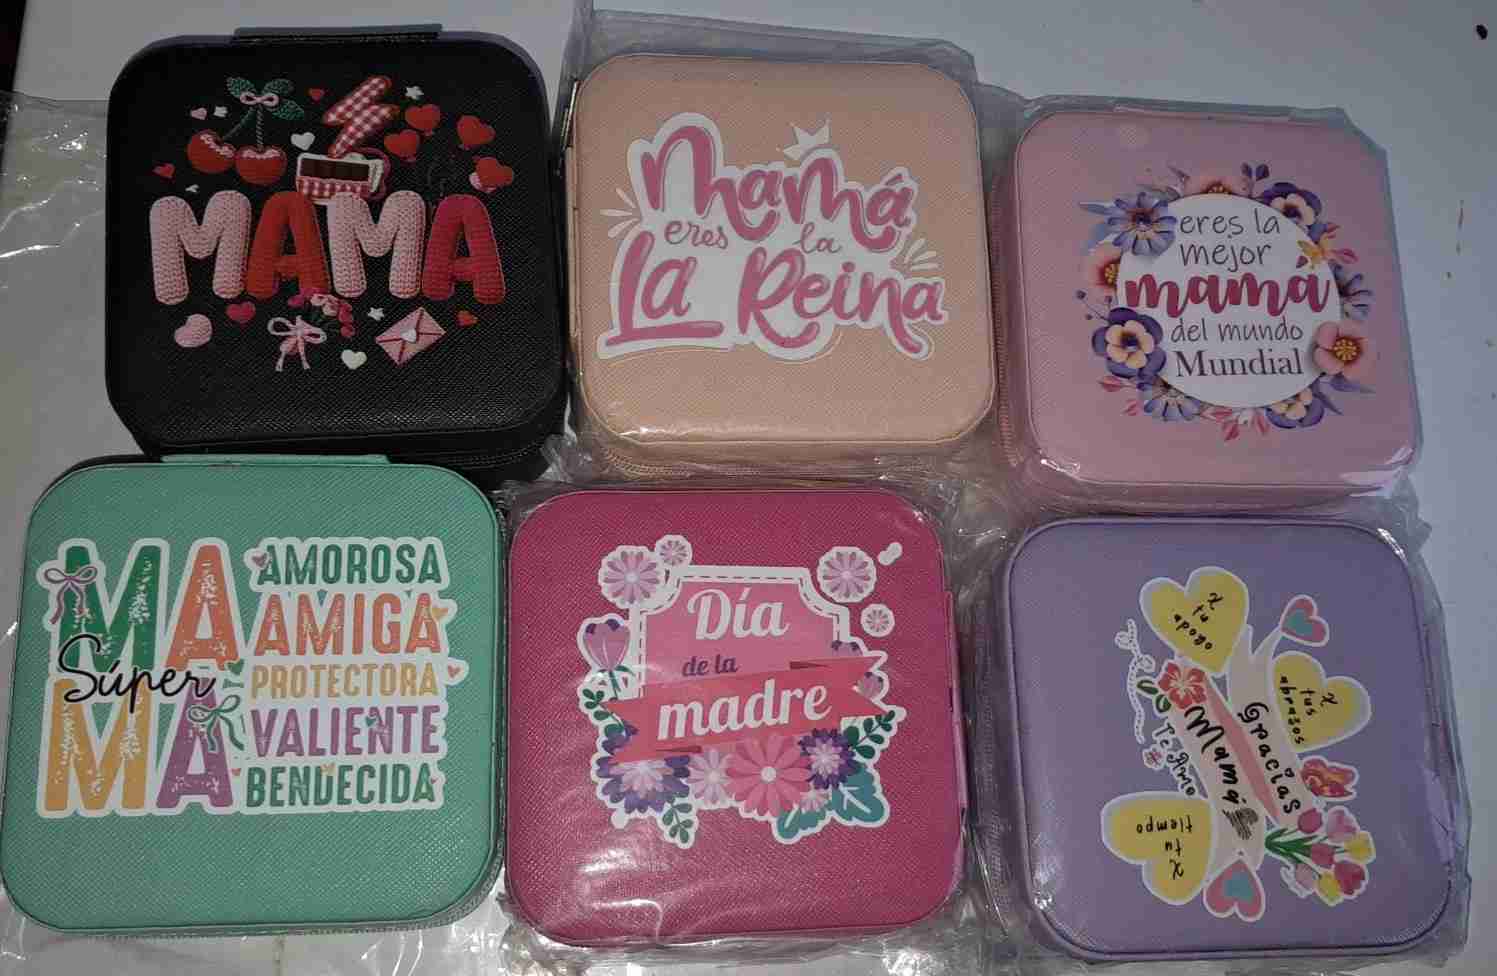 MAMA
Mamá
eres la
La Reina
eres la
mejor
mamá
del mundo
Mundial
MA
Súper
MA
AMOROSA
AMIGA
PROTECTORA
VALIENTE
BENDECIDA
Día
de la
madre
X
tu
apoyo
X
tus
abrazos
Gracias
Mamá
Te Amo
X
tu
tiempo